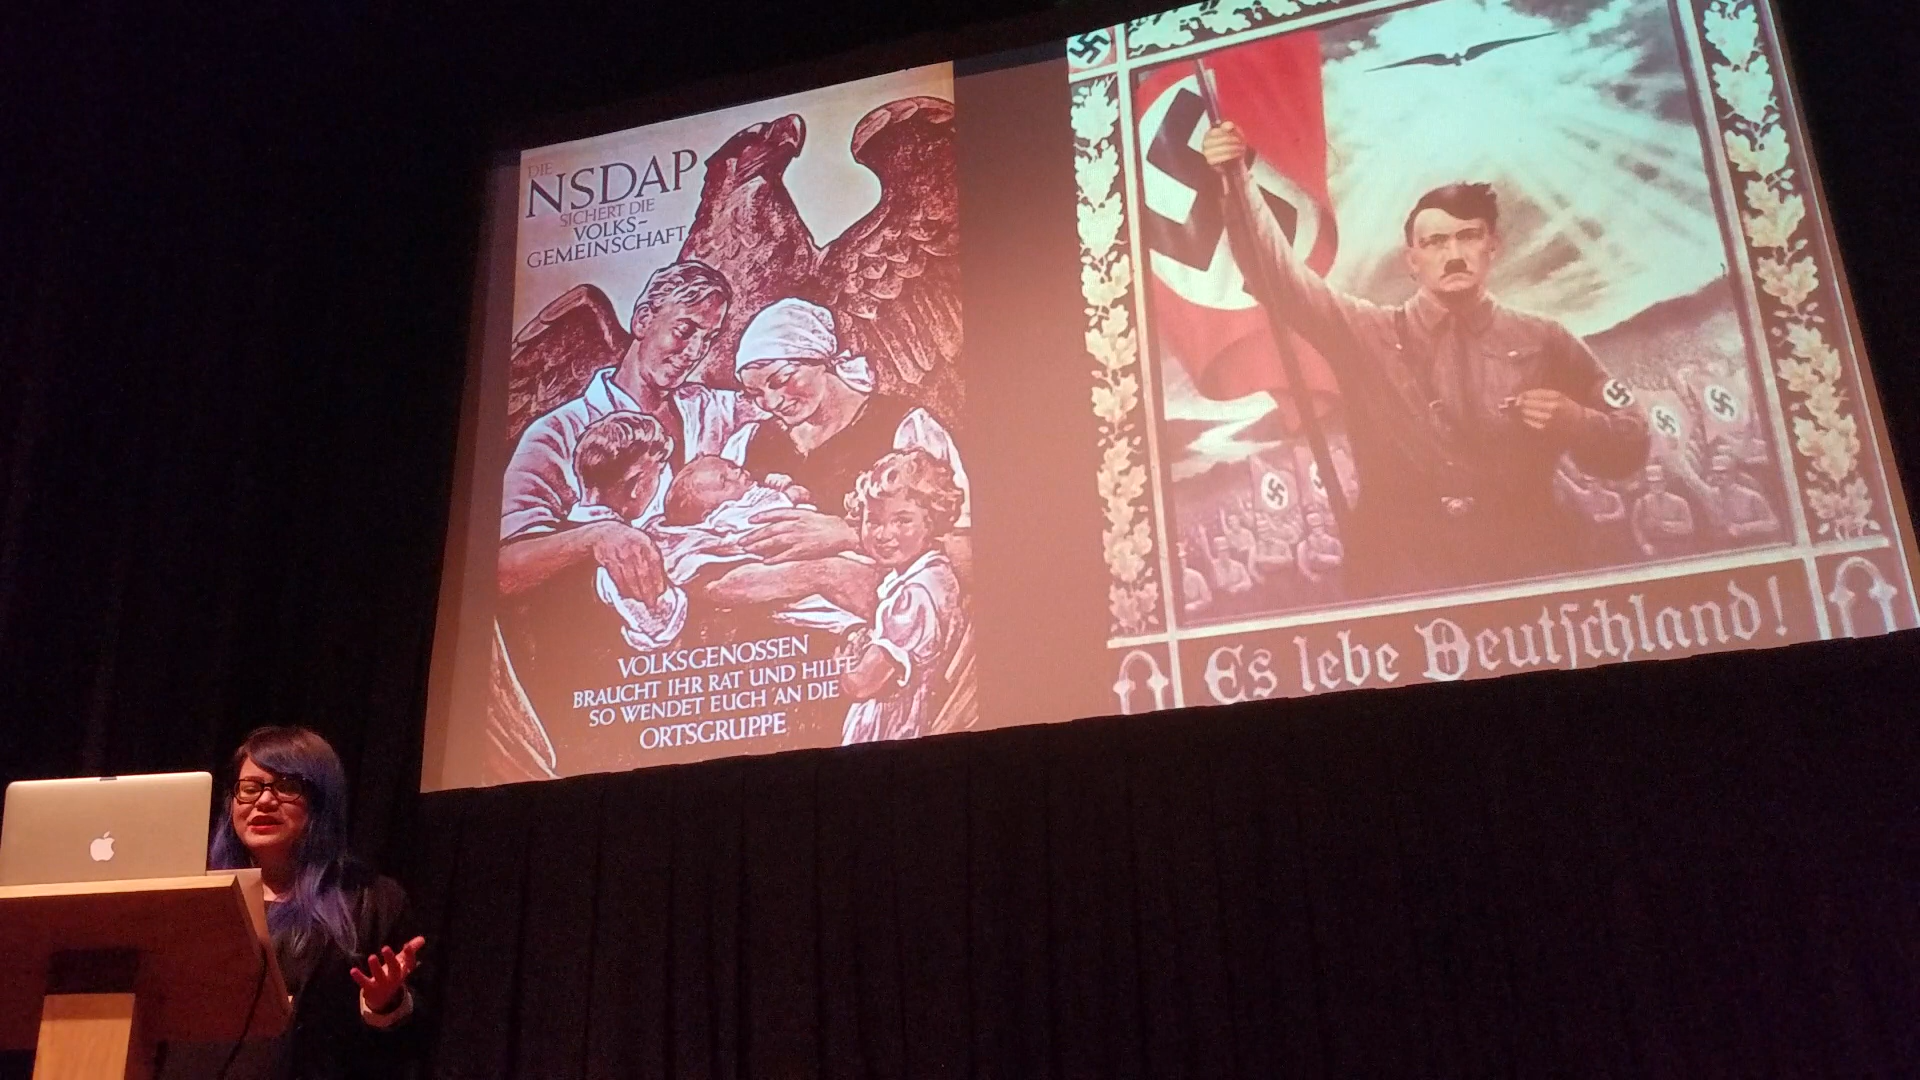 DIE
NSDAP
SICHERT DIE
VOLKS-
GEMEINSCHAFT
VOLKSGENOSSEN
BRAUCHT IHR RAT UND HILFE
SO WENDET EUCH AN DIE
ORTSGRUPPE
Es lebe Deutſchland!